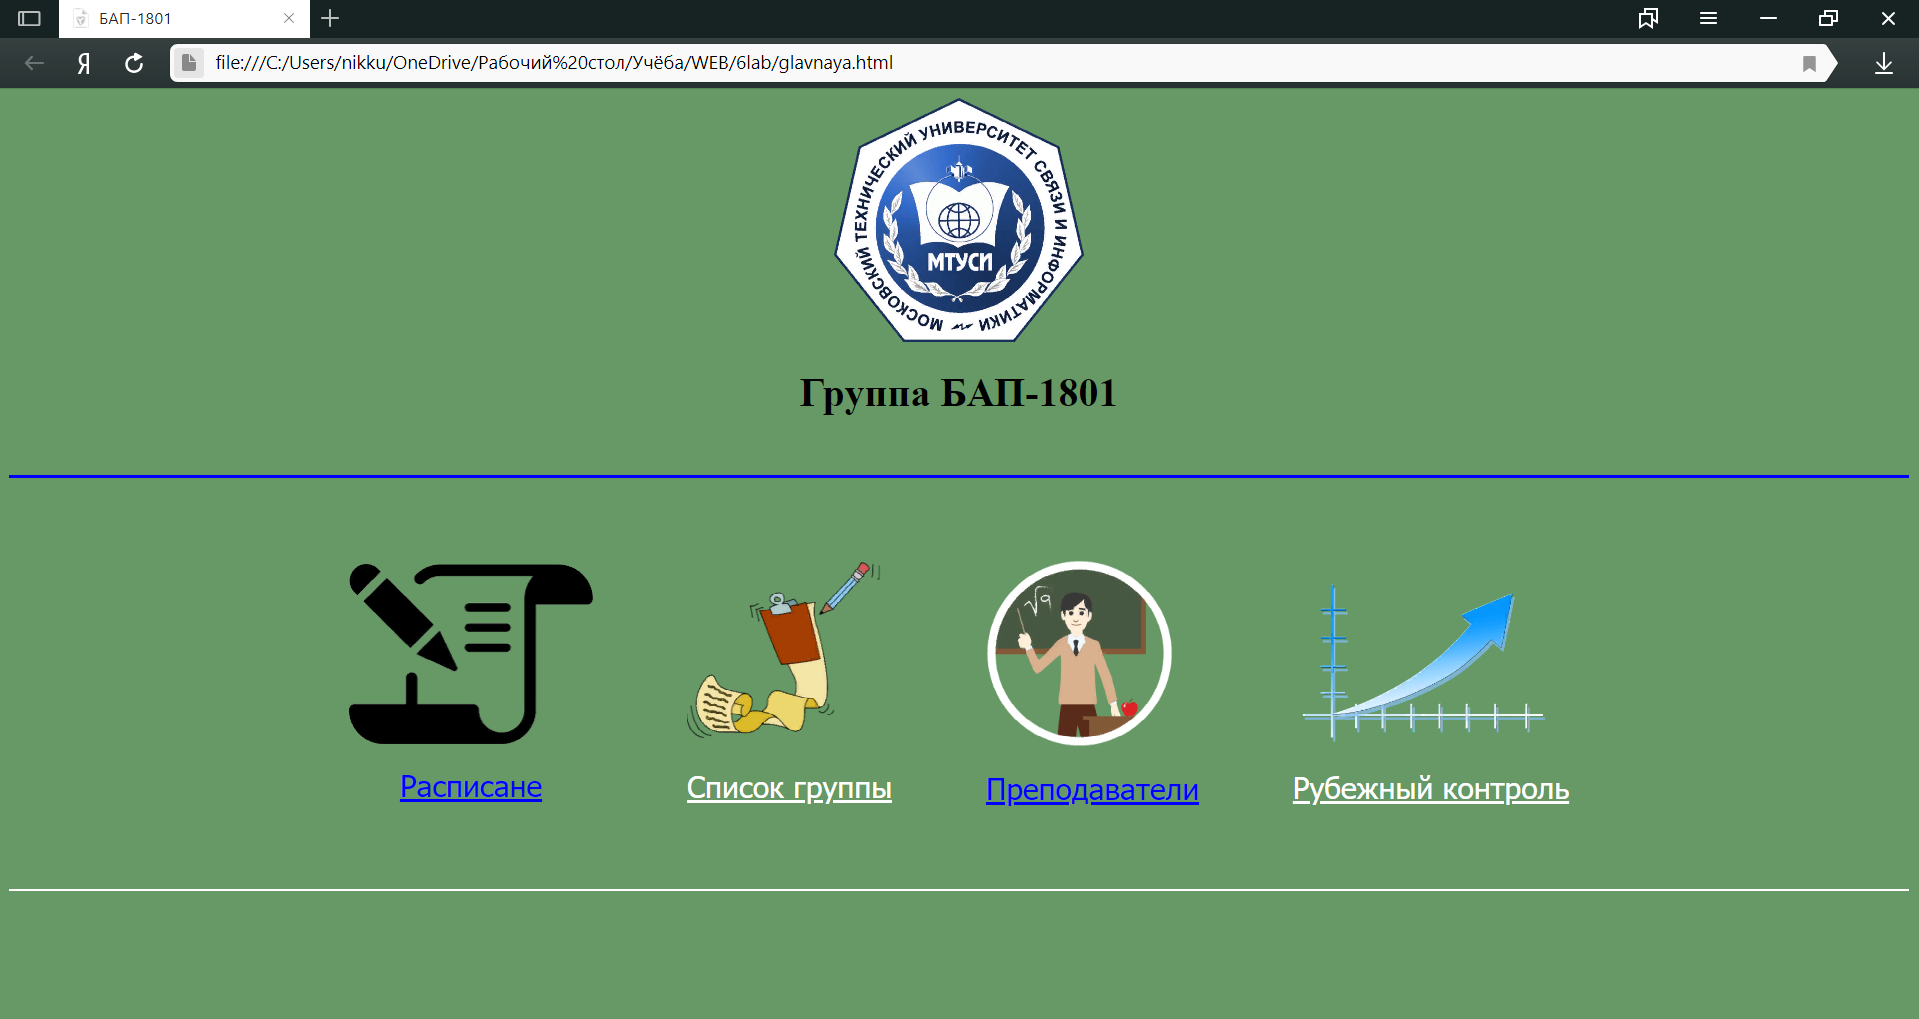 БАП-1801
Я
file:///C:/Users/nikku/OneDrive/Рабочий%20стол/Учёба/WEB/6lab/glavnaya.html
МОСКОВСКИЙ ТЕХНИЧЕСКИЙ УНИВЕРСИТЕТ СВЯЗИ И ИНФОРМАТИКИ
МТУСИ
Группа БАП-1801
√9
Расписане
Список группы
Преподаватели
Рубежный контроль